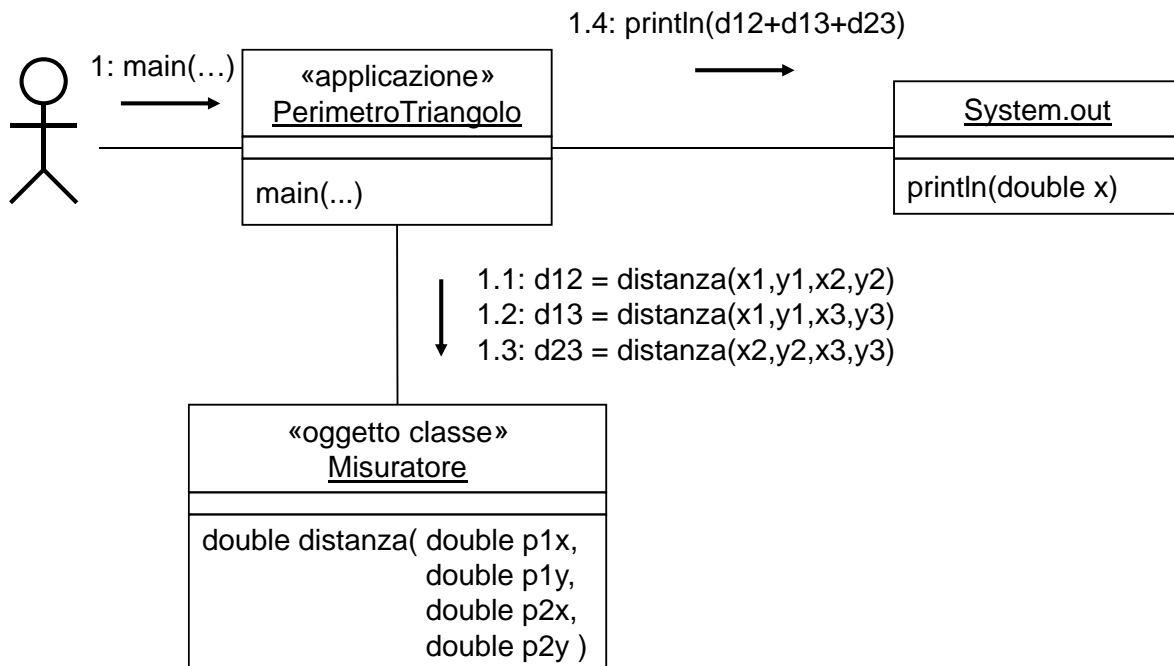 1.4: println(d12+d13+d23)
1: main(…)
«applicazione»
PerimetroTriangolo
main(...)
System.out
println(double x)
1.1: d12 = distanza(x1,y1,x2,y2)
1.2: d13 = distanza(x1,y1,x3,y3)
1.3: d23 = distanza(x2,y2,x3,y3)
«oggetto classe»
Misuratore
double distanza( double p1x,
double p1y,
double p2x,
double p2y )